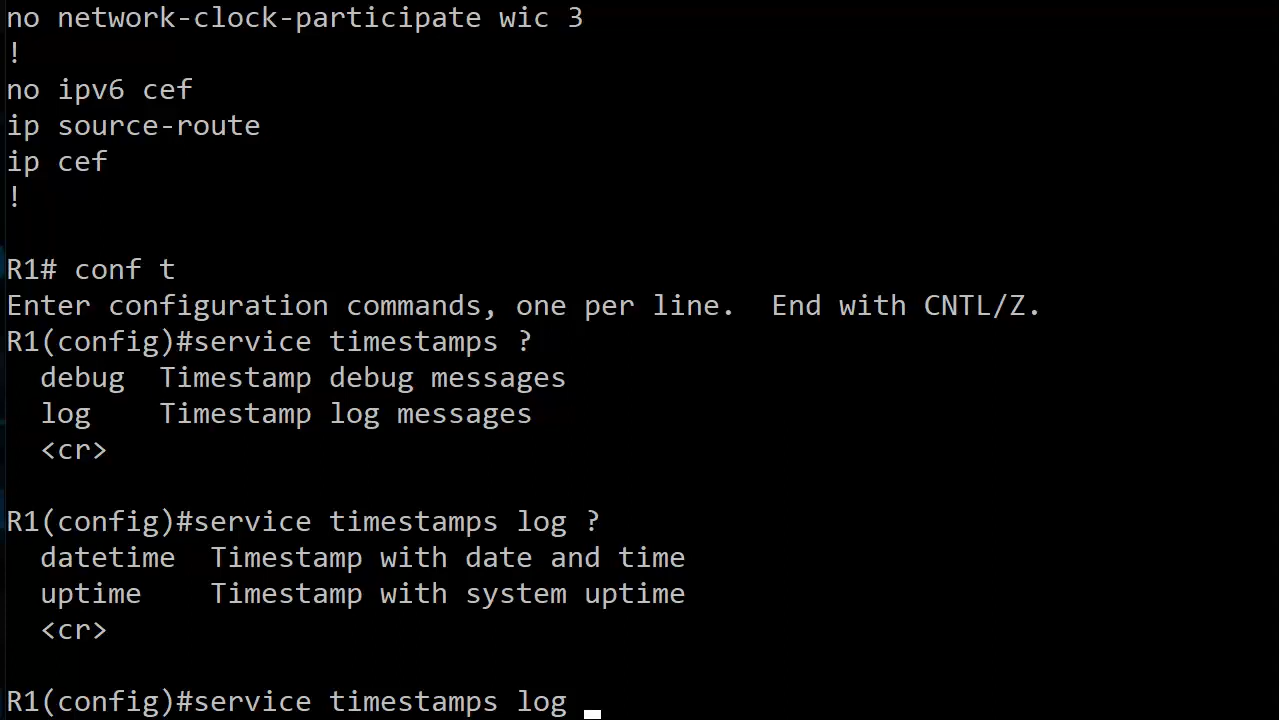 no network-clock-participate wic 3
!
no ipv6 cef
ip source-route
ip cef
!
R1# conf t
Enter configuration commands, one per line.  End with CNTL/Z.
R1(config)#service timestamps ?
  debug  Timestamp debug messages
  log    Timestamp log messages
  <cr>
R1(config)#service timestamps log ?
  datetime  Timestamp with date and time
  uptime    Timestamp with system uptime
  <cr>
R1(config)#service timestamps log